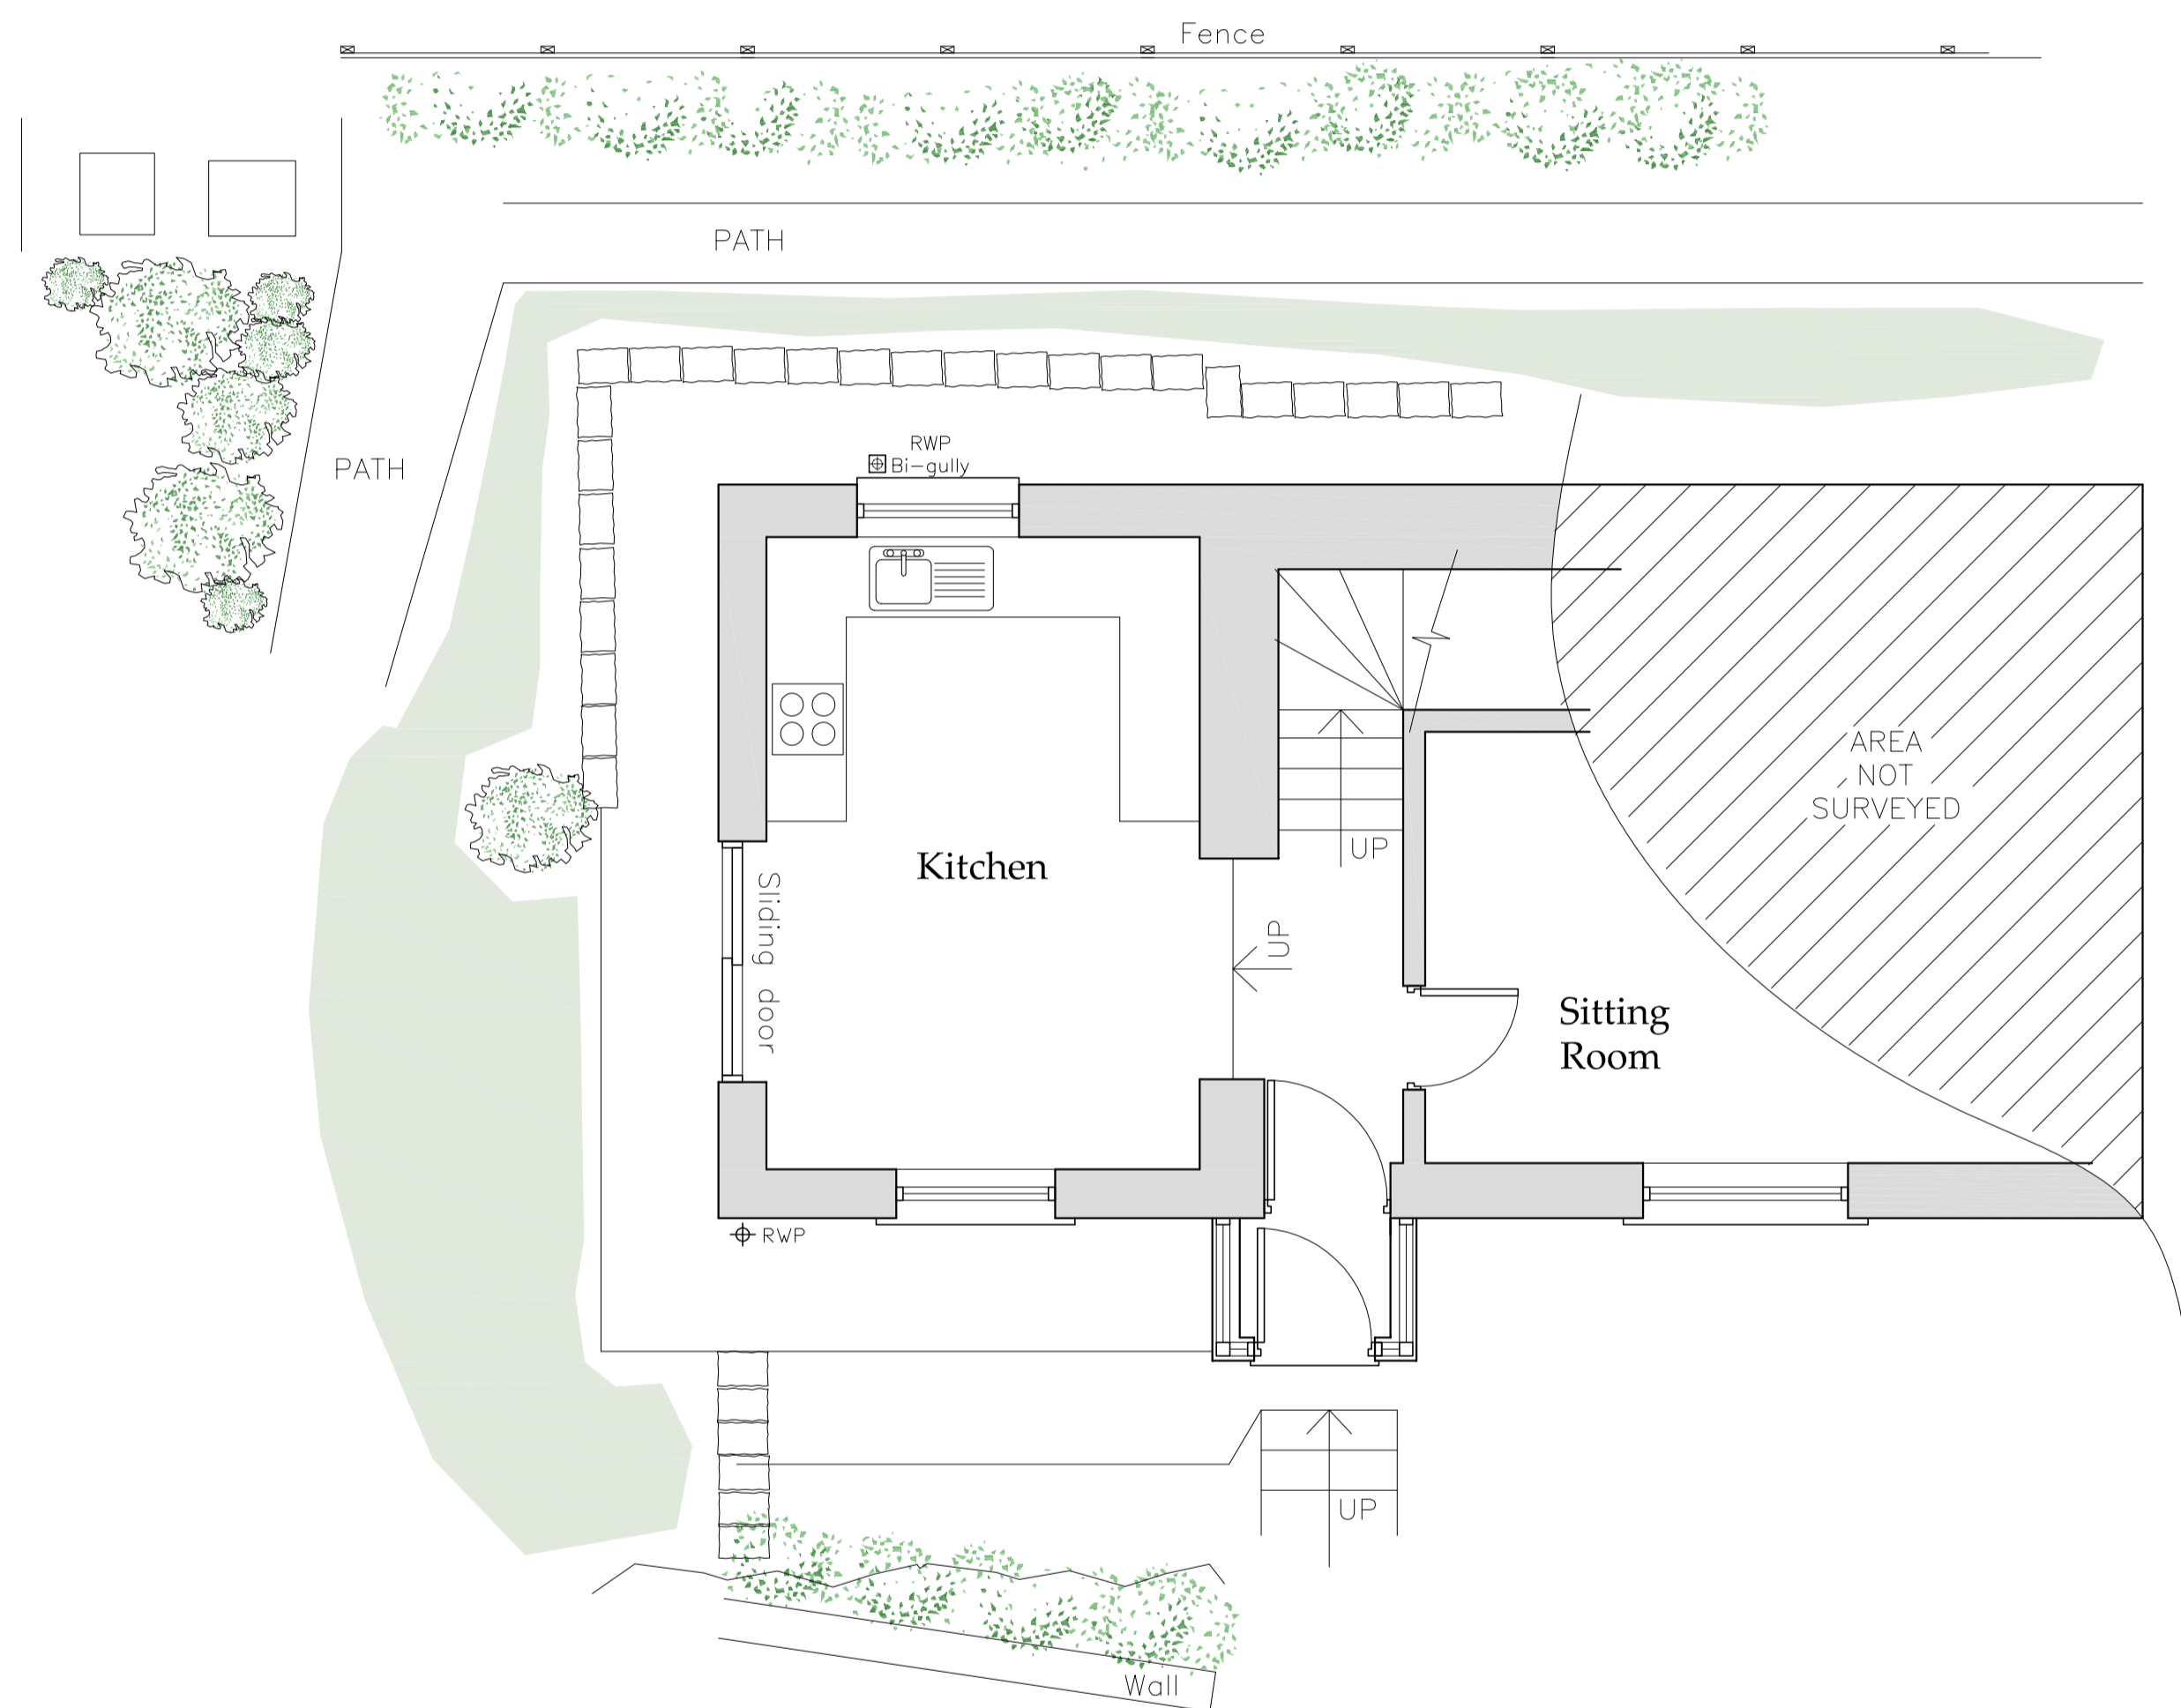 Fence
PATH
RWP
Bi-gully
PATH
AREA
NOT
SURVEYED
UP
Kitchen
Sliding door
UP
Sitting
Room
RWP
UP
Wall